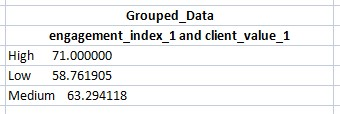 Grouped_Data
engagement_index_1 and client_value_1
High 71.000000
Low 58.761905
Medium 63.294118